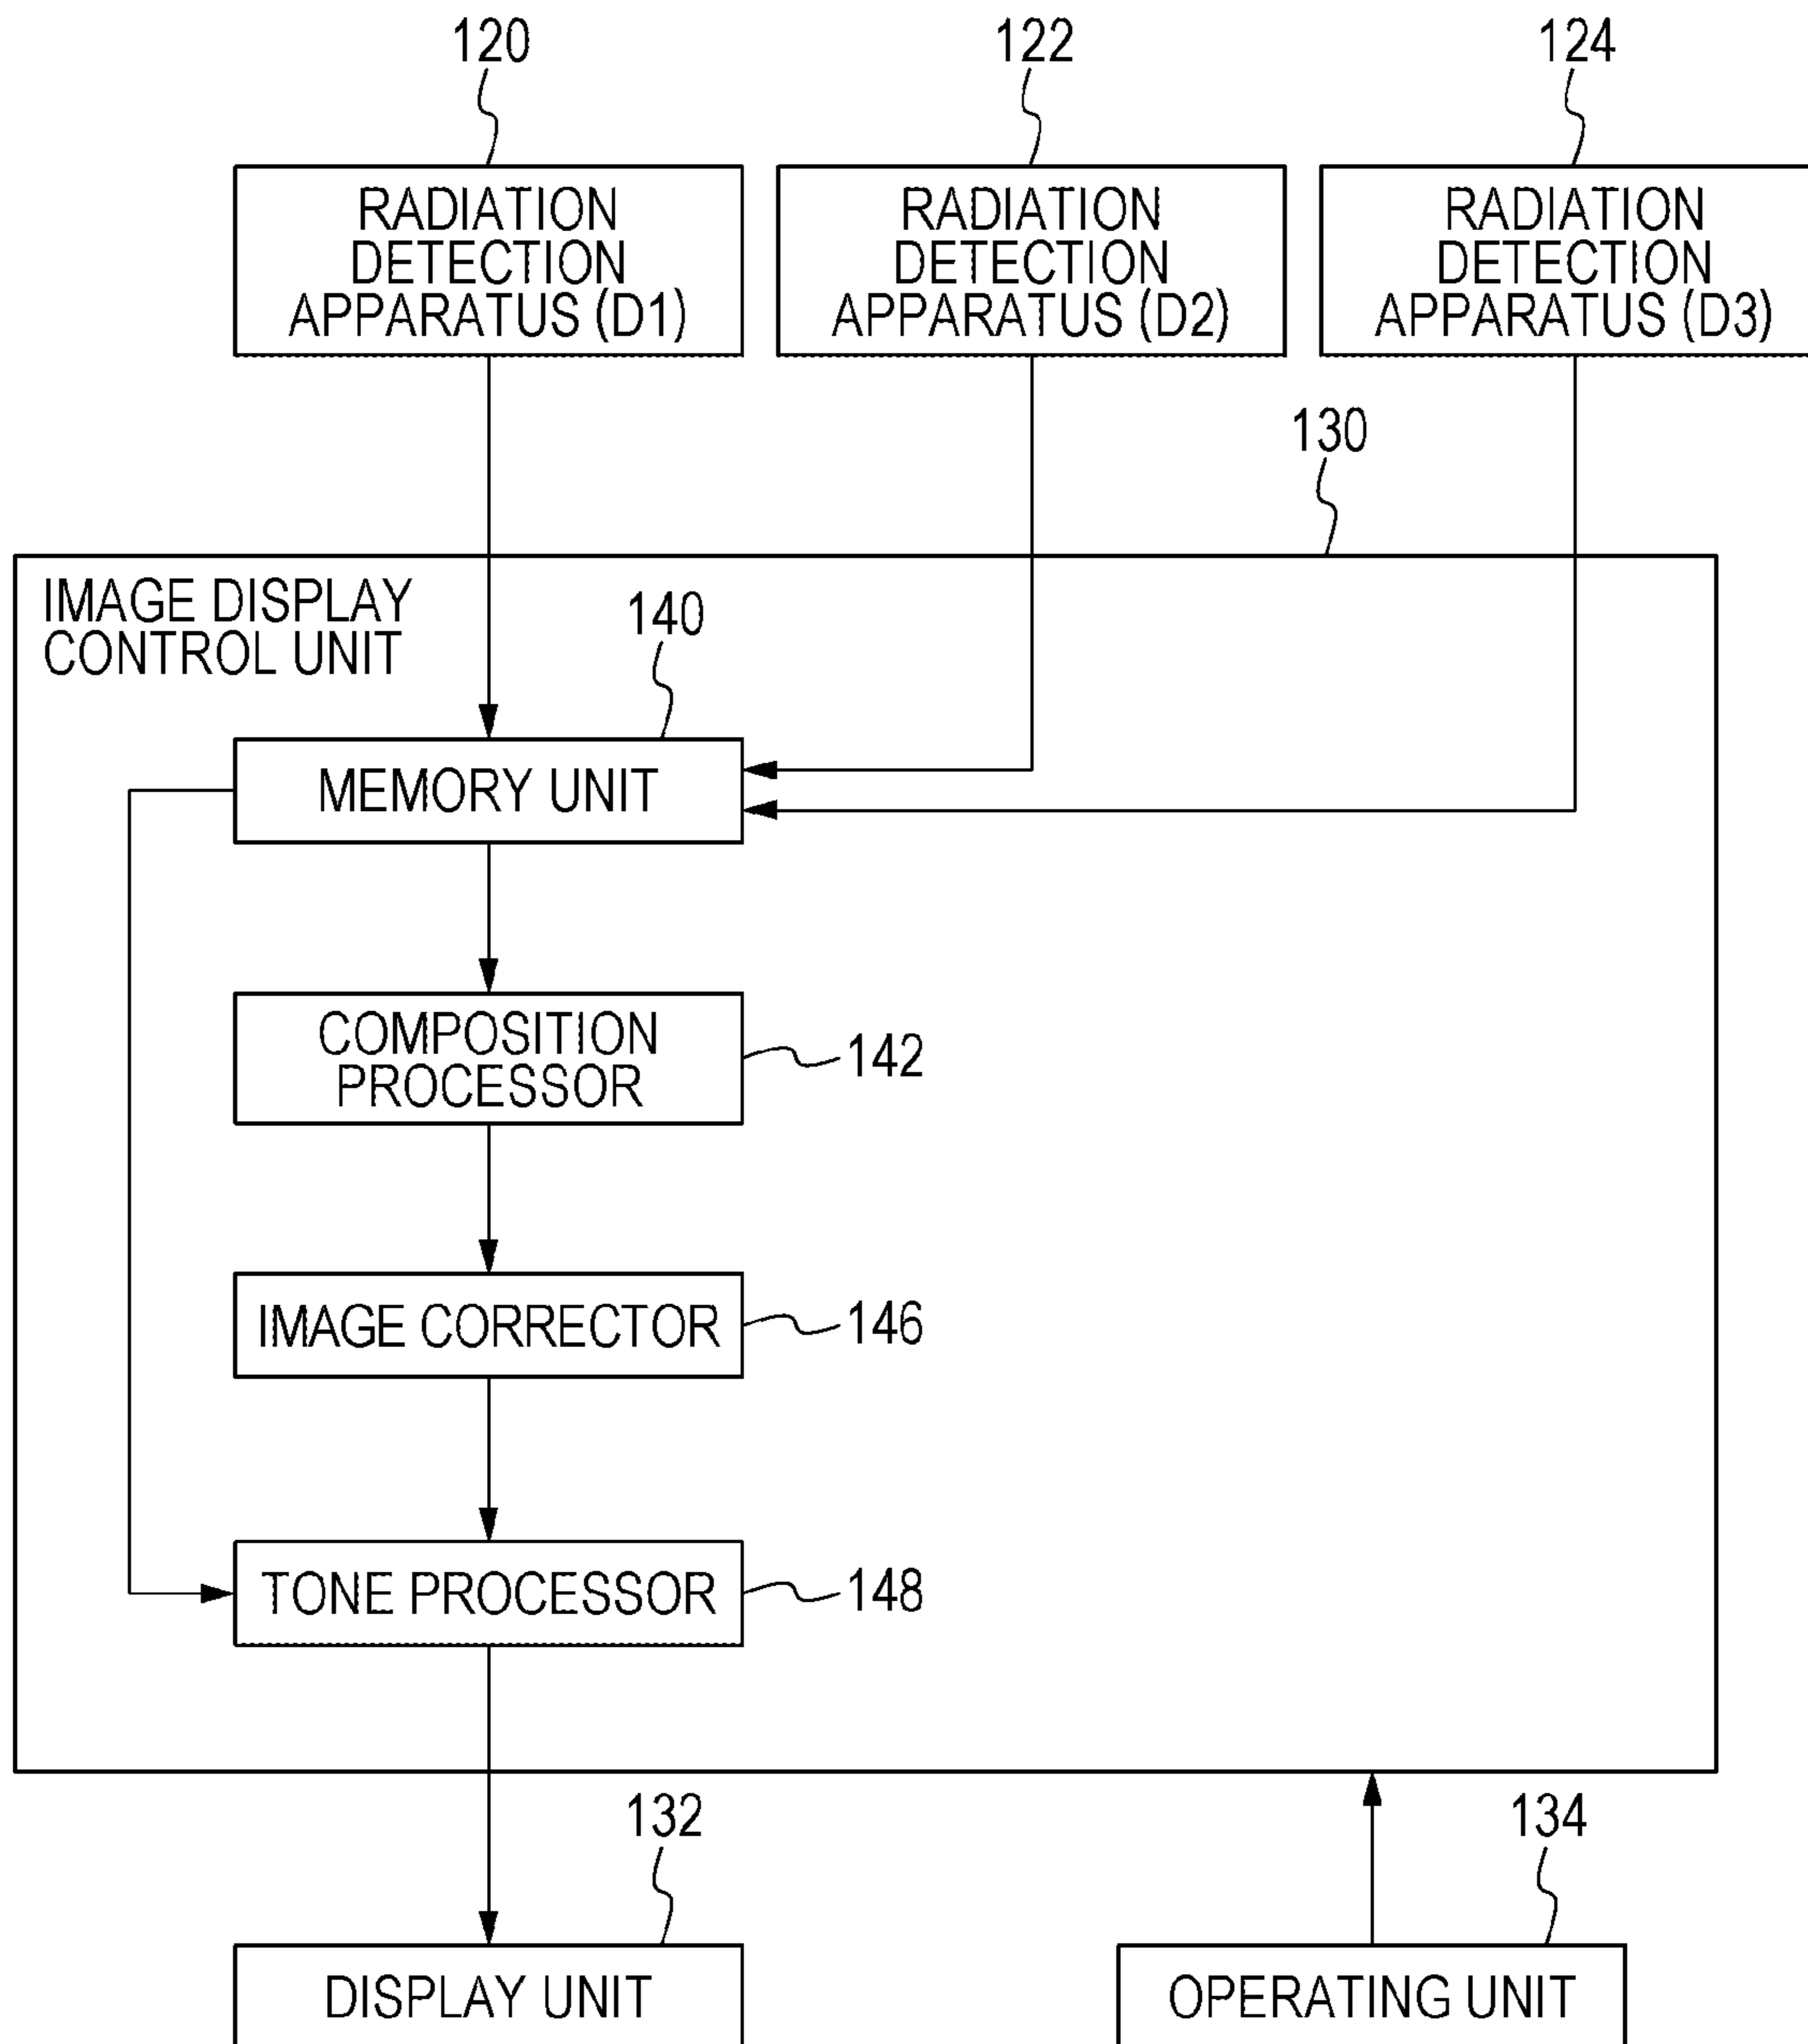 120
122
124
RADIATION
DETECTION
APPARATUS (D1)
RADIATION
DETECTION
APPARATUS (D2)
RADIATION
DETECTION
APPARATUS (D3)
130
IMAGE DISPLAY
CONTROL UNIT
140
MEMORY UNIT
COMPOSITION
PROCESSOR
142
IMAGE CORRECTOR
146
TONE PROCESSOR
148
132
134
DISPLAY UNIT
OPERATING UNIT